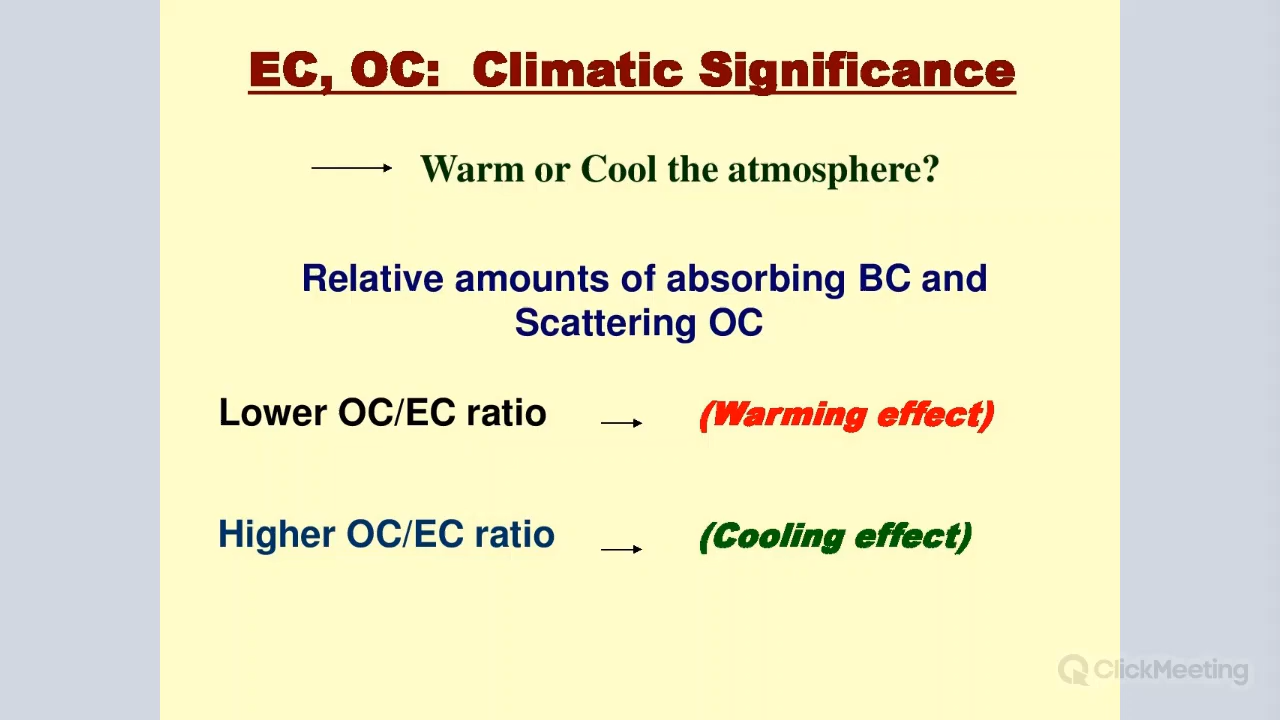 EC, OC: Climatic Significance
Warm or Cool the atmosphere?
Relative amounts of absorbing BC and
Scattering OC
Lower OC/EC ratio (Warming effect)
Higher OC/EC ratio (Cooling effect)
ClickMeeting